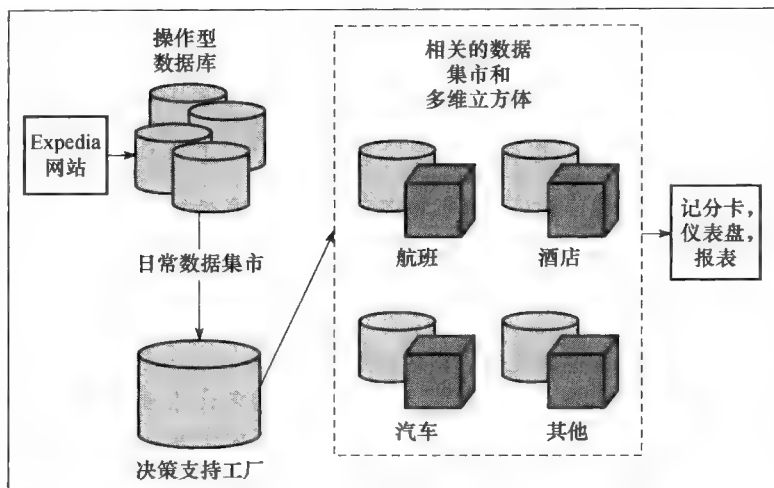 操作型
数据库
Expedia
网站
日常数据集市
决策支持工厂
相关的数据
集市和
多维立方体
航班
酒店
汽车
其他
记分卡,
仪表盘,
报表